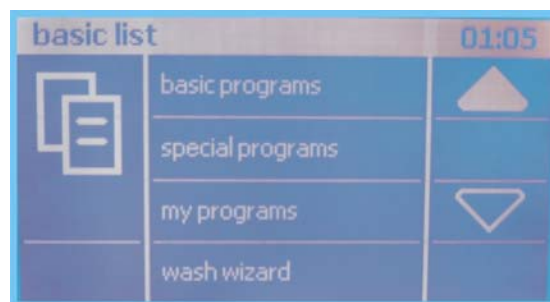 basic list 01:05
basic programs
special programs
my programs
wash wizard